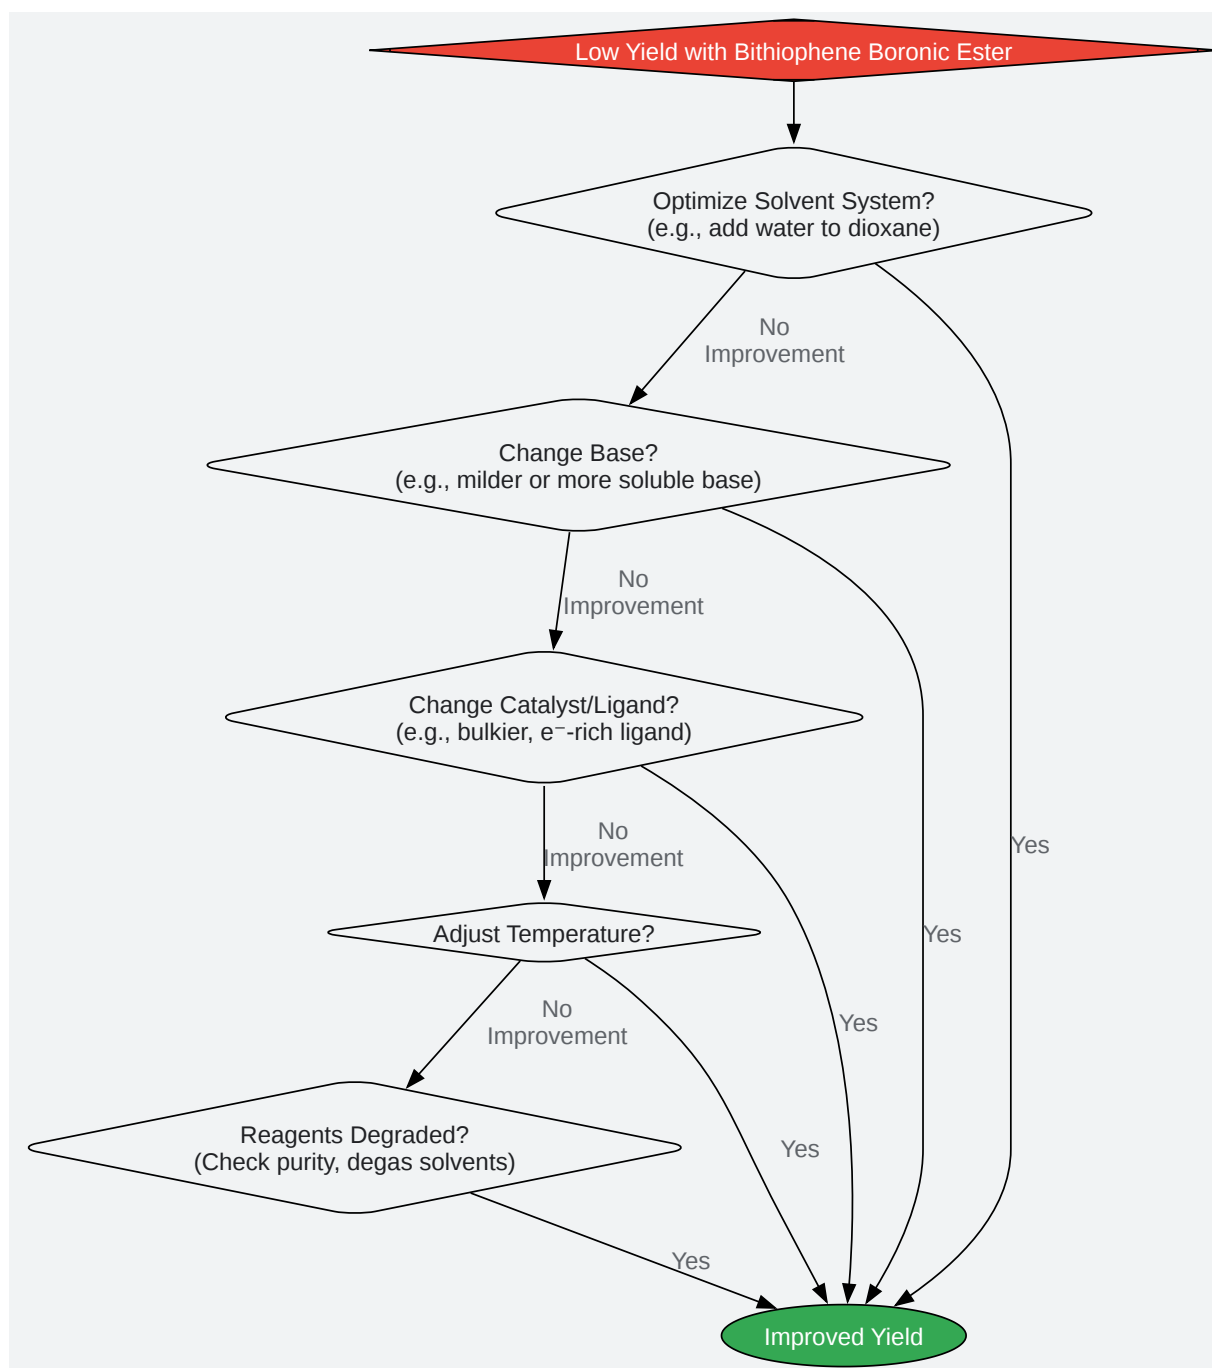 Low Yield with Bithiophene Boronic Ester
Optimize Solvent System?
(e.g., add water to dioxane)
No
Improvement
Change Base?
(e.g., milder or more soluble base)
No
Improvement
Change Catalyst/Ligand?
(e.g., bulkier, e⁻-rich ligand)
No
Improvement
Yes
Adjust Temperature?
Yes
No
Improvement
Yes
Reagents Degraded?
(Check purity, degas solvents)
Yes
Yes
Improved Yield